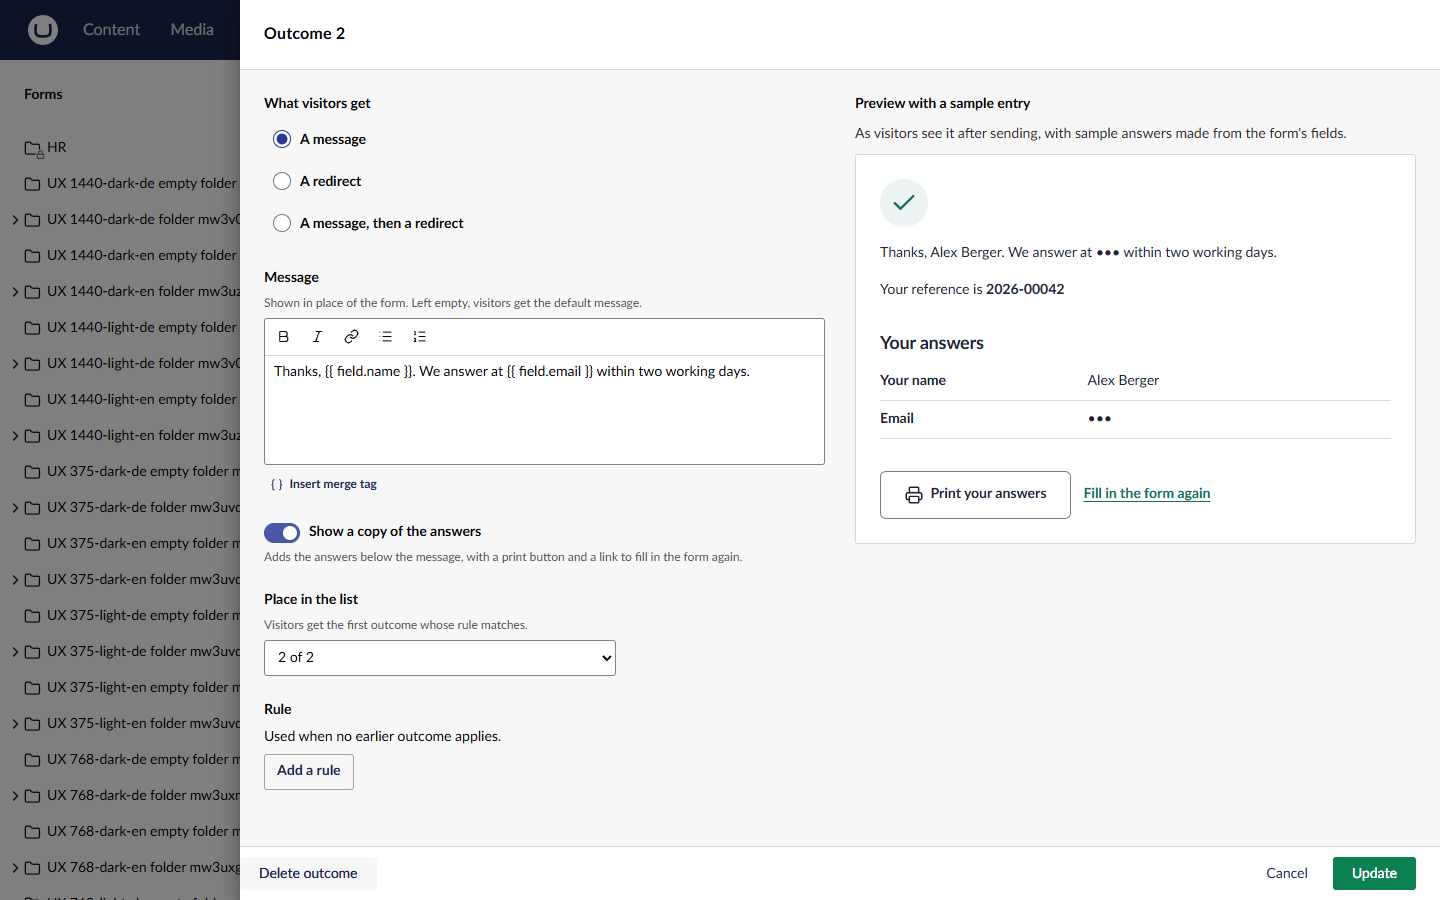 Content
Media
Forms
HR
UX 1440-dark-de empty folder
UX 1440-dark-de folder mw3v0
UX 1440-dark-en empty folder
UX 1440-dark-en folder mw3uz
UX 1440-light-de empty folder
UX 1440-light-de folder mw3v0
UX 1440-light-en empty folder
UX 1440-light-en folder mw3uz
UX 375-dark-de empty folder m
UX 375-dark-de folder mw3uvc
UX 375-dark-en empty folder m
UX 375-dark-en folder mw3uvc
UX 375-light-de empty folder m
UX 375-light-de folder mw3uvc
UX 375-light-en empty folder m
UX 375-light-en folder mw3uvc
UX 768-dark-de empty folder m
UX 768-dark-de folder mw3uxr
UX 768-dark-en empty folder m
UX 768-dark-en folder mw3uxg
Outcome 2
What visitors get
A message
A redirect
A message, then a redirect
Message
Shown in place of the form. Left empty, visitors get the default message.
Thanks, {{ field.name }}. We answer at {{ field.email }} within two working days.
{ } Insert merge tag
Show a copy of the answers
Adds the answers below the message, with a print button and a link to fill in the form again.
Place in the list
Visitors get the first outcome whose rule matches.
2 of 2
Rule
Used when no earlier outcome applies.
Add a rule
Preview with a sample entry
As visitors see it after sending, with sample answers made from the form's fields.
Thanks, Alex Berger. We answer at ●●● within two working days.
Your reference is 2026-00042
Your answers
Your name Alex Berger
Email ●●●
Print your answers
Fill in the form again
Delete outcome
Cancel
Update